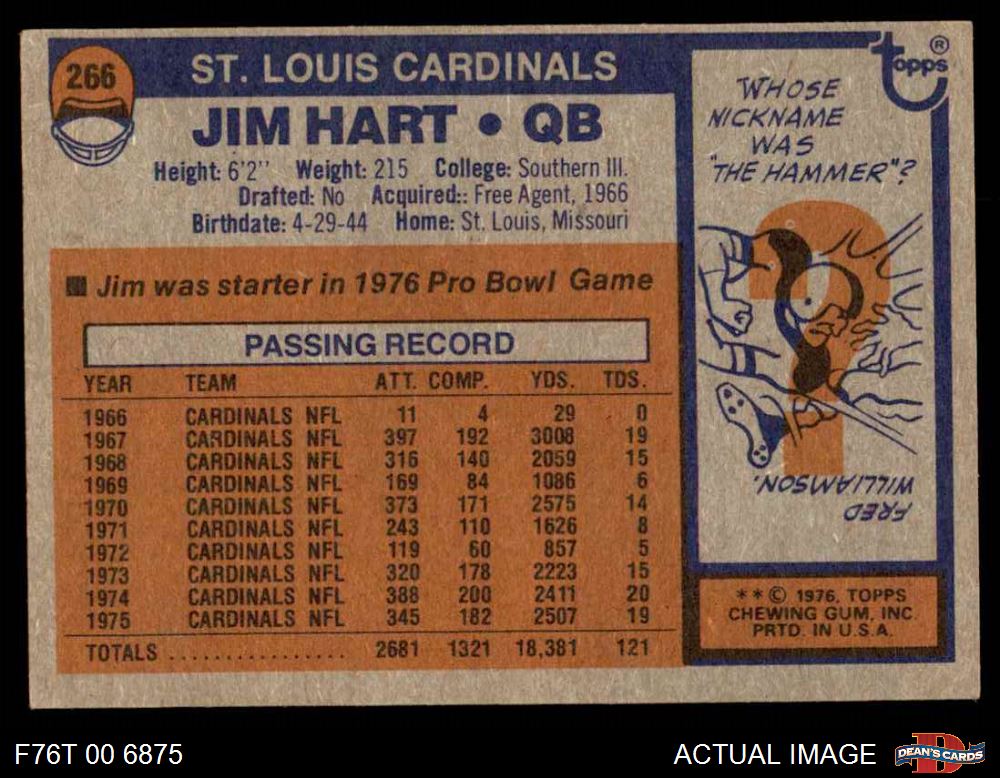 266
ST. LOUIS CARDINALS
JIM HART • QB
Height: 6'2" Weight: 215 College: Southern Ill.
Drafted: No Acquired:: Free Agent, 1966
Birthdate: 4-29-44 Home: St. Louis, Missouri
■ Jim was starter in 1976 Pro Bowl Game
PASSING RECORD
YEAR TEAM ATT. COMP. YDS. TDS.
1966 CARDINALS NFL 11 4 29 0
1967 CARDINALS NFL 397 192 3008 19
1968 CARDINALS NFL 316 140 2059 15
1969 CARDINALS NFL 169 84 1086 6
1970 CARDINALS NFL 373 171 2575 14
1971 CARDINALS NFL 243 110 1626 8
1972 CARDINALS NFL 119 60 857 5
1973 CARDINALS NFL 320 178 2223 15
1974 CARDINALS NFL 388 200 2411 20
1975 CARDINALS NFL 345 182 2507 19
TOTALS ................ 2681 1321 18,381 121
topps ®
WHOSE
NICKNAME
WAS
"THE HAMMER"?
?
FRED
WILLIAMSON.
** © 1976, TOPPS
CHEWING GUM, INC.
PRTD. IN U.S.A.
F76T 00 6875
ACTUAL IMAGE
D
DEAN'S CARDS